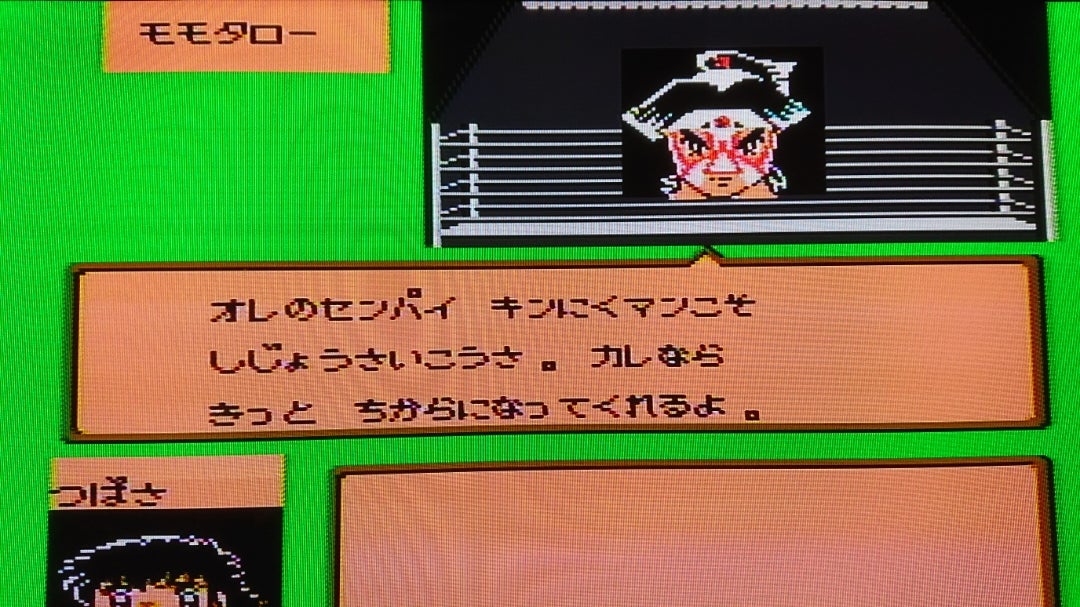 モモタロー
オレのセンパイ キンにくマンこそ
しじょうさいこうさ。 カレなら
きっと ちからになってくれるよ。
つばさ